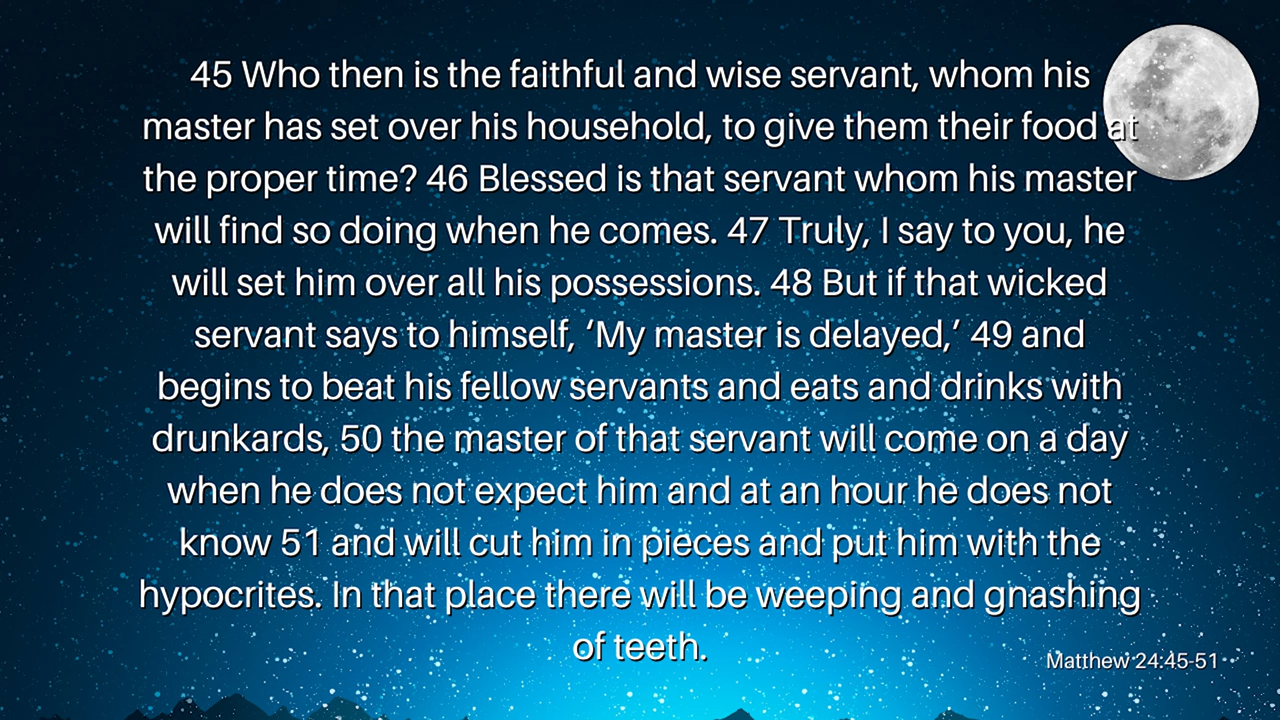 45 Who then is the faithful and wise servant, whom his
master has set over his household, to give them their food at
the proper time? 46 Blessed is that servant whom his master
will find so doing when he comes. 47 Truly, I say to you, he
will set him over all his possessions. 48 But if that wicked
servant says to himself, ‘My master is delayed,’ 49 and
begins to beat his fellow servants and eats and drinks with
drunkards, 50 the master of that servant will come on a day
when he does not expect him and at an hour he does not
know 51 and will cut him in pieces and put him with the
hypocrites. In that place there will be weeping and gnashing
of teeth.
Matthew 24:45-51